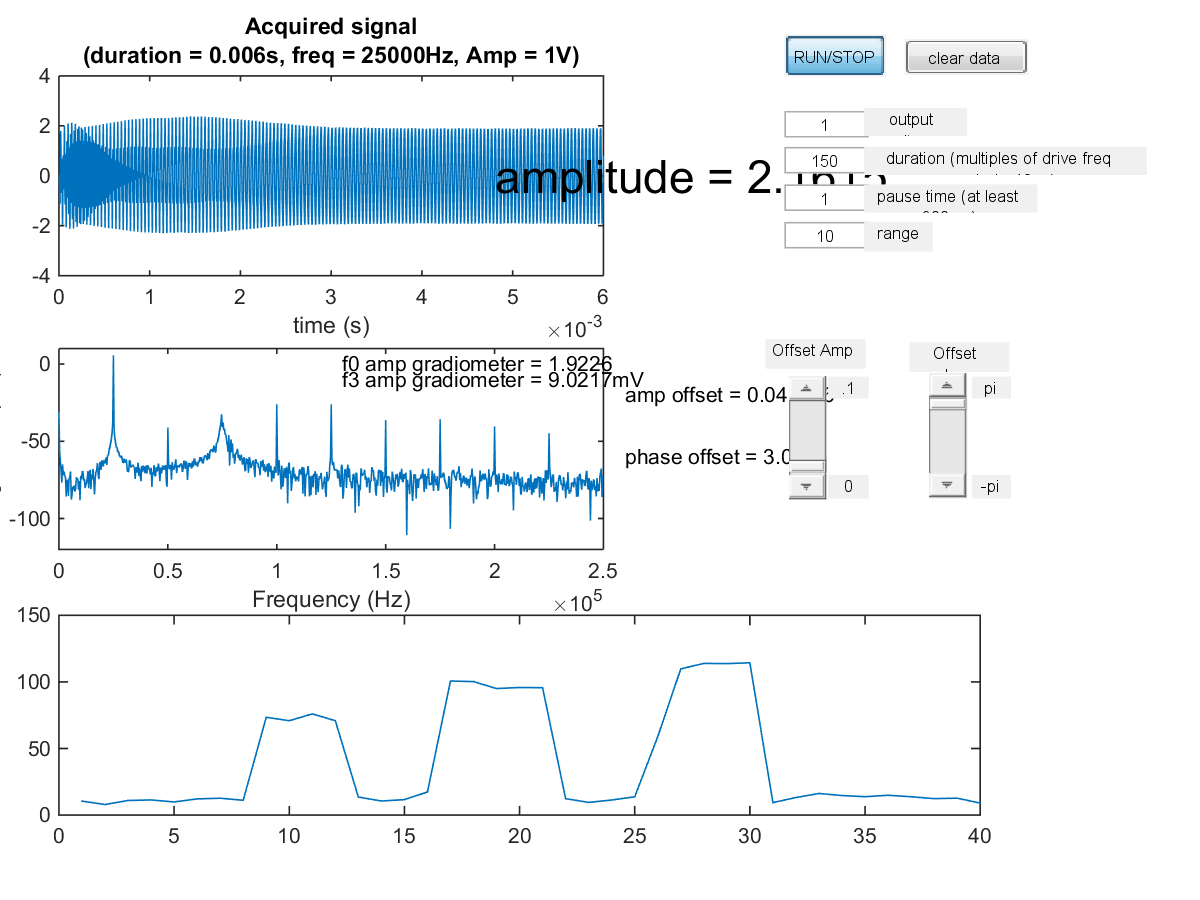 Acquired signal
(duration = 0.006s, freq = 25000Hz, Amp = 1V)
4
2
0
-2
-4
0 1 2 3 4 5 6
time (s)
×10-3
amplitude = 2.1615
RUN/STOP
clear data
1
output
150
duration (multiples of drive freq
1
pause time (at least
10
range
0
-50
-100
f0 amp gradiometer = 1.9226
f3 amp gradiometer = 9.0217mV
0 0.5 1 1.5 2 2.5
Frequency (Hz)
×105
Offset Amp
Offset
amp offset = 0.04
.1
pi
phase offset = 3.0
0
-pi
150
100
50
0
0 5 10 15 20 25 30 35 40